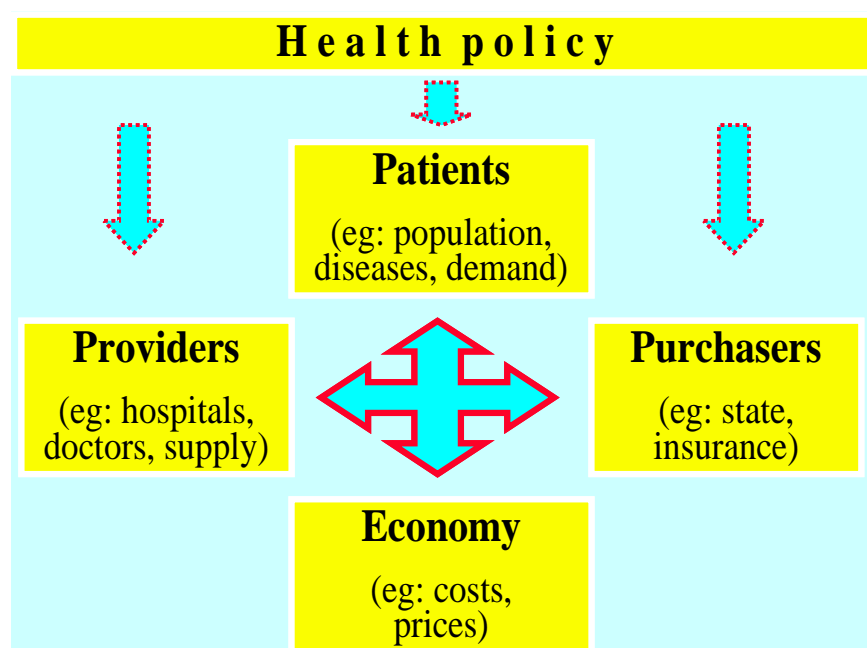 Health policy
Patients
(eg: population,
diseases, demand)
Providers
(eg: hospitals,
doctors, supply)
Purchasers
(eg: state,
insurance)
Economy
(eg: costs,
prices)